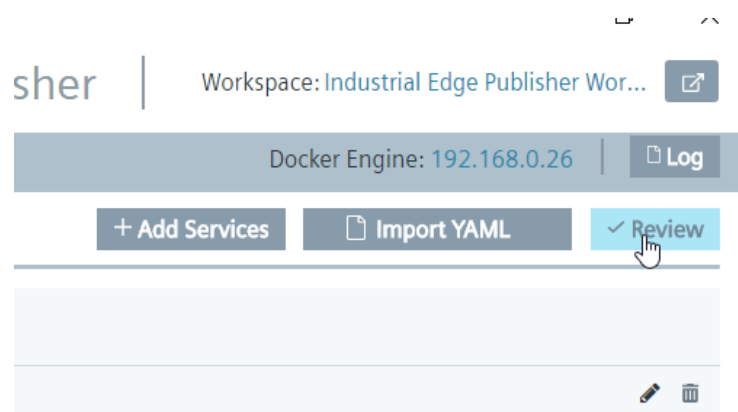 sher
Workspace: Industrial Edge Publisher Wor...
Docker Engine: 192.168.0.26
Log
+ Add Services
Import YAML
Review